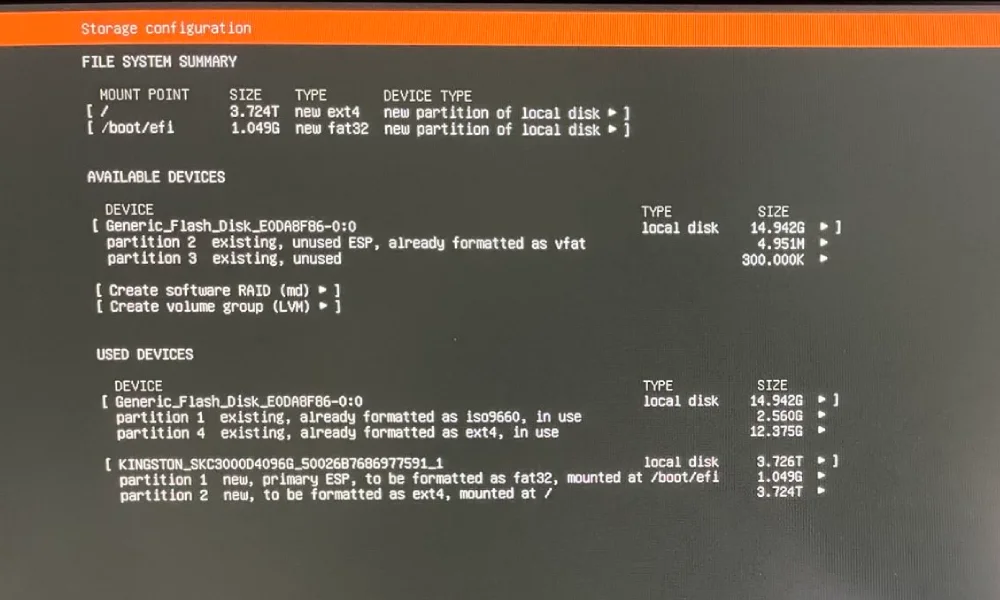 Storage configuration
FILE SYSTEM SUMMARY
MOUNT POINT SIZE TYPE DEVICE TYPE
[ / 3.724T new ext4 new partition of local disk ▸ ]
[ /boot/efi 1.049G new fat32 new partition of local disk ▸ ]
AVAILABLE DEVICES
DEVICE TYPE SIZE
[ Generic_Flash_Disk_E0DA8F86-0:0 local disk 14.942G ▸ ]
partition 2 existing, unused ESP, already formatted as vfat 4.951M ▸
partition 3 existing, unused 300.000K ▸
[ Create software RAID (md) ▸ ]
[ Create volume group (LVM) ▸ ]
USED DEVICES
DEVICE TYPE SIZE
[ Generic_Flash_Disk_E0DA8F86-0:0 local disk 14.942G ▸ ]
partition 1 existing, already formatted as iso9660, in use 2.560G ▸
partition 4 existing, already formatted as ext4, in use 12.375G ▸
[ KINGSTON_SKC3000D4096G_50026B7686977591_1 local disk 3.726T ▸ ]
partition 1 new, primary ESP, to be formatted as fat32, mounted at /boot/efi 1.049G ▸
partition 2 new, to be formatted as ext4, mounted at / 3.724T ▸